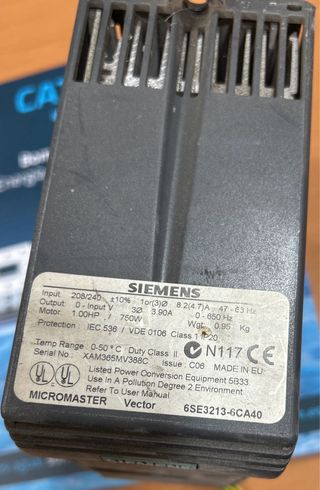 CA
SIEMENS
Input 208/240 ±10% 1or(3)Ø 8.2(4.7)A 47 - 63 Hz
Output 0 - Input V 3Ø 3.90A 0 - 650 Hz
Motor 1.00HP / 750W Wgt 0.95 Kg
Protection IEC 536 / VDE 0106 Class 1 IP20
Temp Range 0-50° C Duty Class II N117 CE
Serial No XAM365MV388C Issue: C06 MADE IN EU
UL UL
Listed Power Conversion Equipment 5B33
Use In A Pollution Degree 2 Environment
Refer To User Manual.
MICROMASTER Vector 6SE3213-6CA40